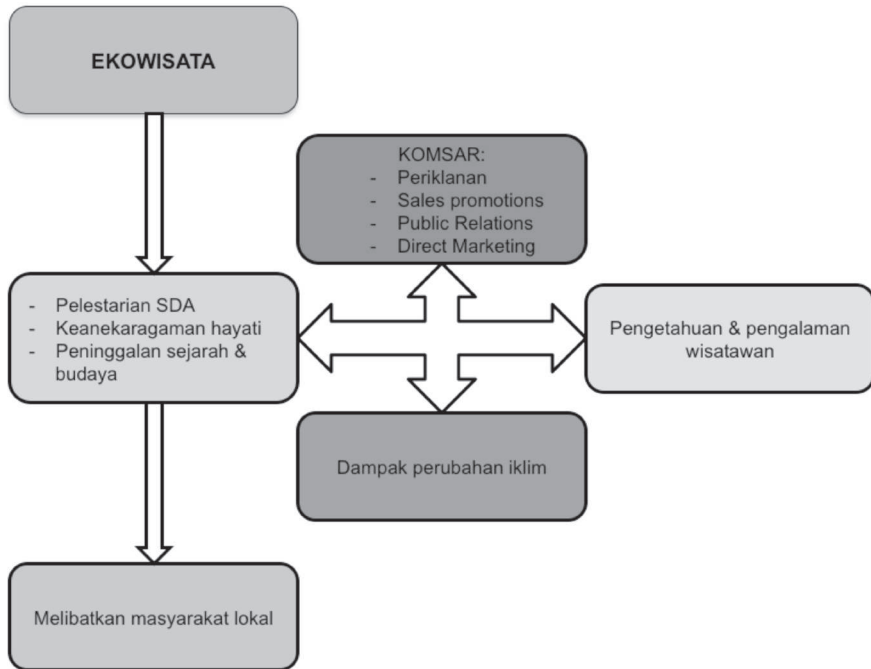 EKOWISATA
KOMSAR:
- Periklanan
- Sales promotions
- Public Relations
- Direct Marketing
- Pelestarian SDA
- Keanekaragaman hayati
- Peninggalan sejarah &
budaya
Pengetahuan & pengalaman
wisatawan
Dampak perubahan iklim
Melibatkan masyarakat lokal